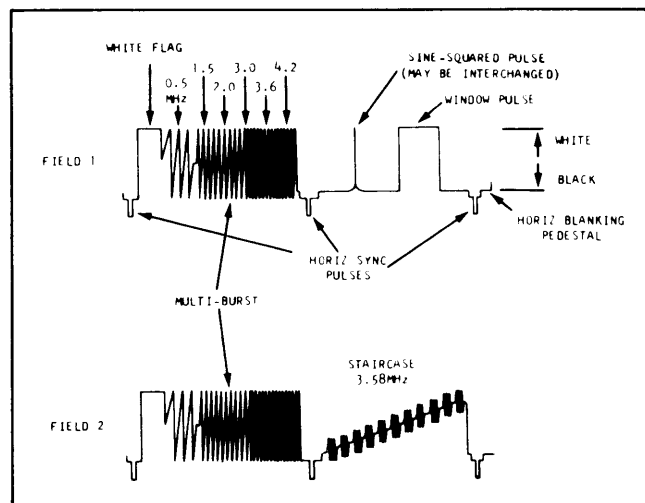 WHITE FLAG
0.5
MHz
1.5
2.0
3.0
3.6
4.2
SINE-SQUARED PULSE
(MAY BE INTERCHANGED)
WINDOW PULSE
FIELD 1
WHITE
BLACK
HORIZ SYNC
PULSES
HORIZ BLANKING
PEDESTAL
MULTI-BURST
STAIRCASE
3.58MHz
FIELD 2